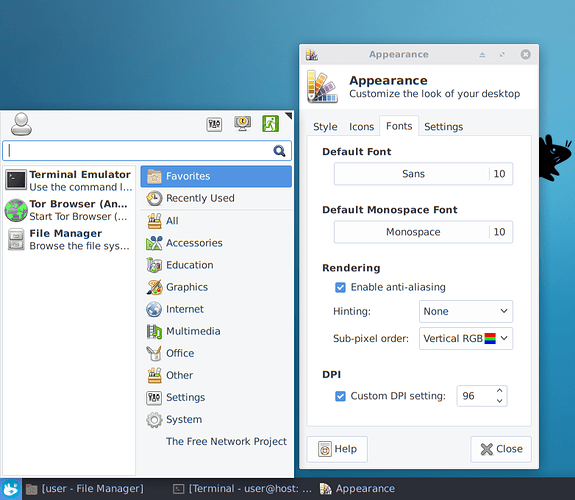 Terminal Emulator
Use the command l...
Tor Browser (An...
Start Tor Browser (...
File Manager
Browse the file sys...
Favorites
Recently Used
All
Accessories
Education
Graphics
Internet
Multimedia
Office
Other
Settings
System
The Free Network Project
Appearance
Appearance
Customize the look of your desktop
Style Icons Fonts Settings
Default Font
Sans 10
Default Monospace Font
Monospace 10
Rendering
Enable anti-aliasing
Hinting: None
Sub-pixel order: Vertical RGB
DPI
Custom DPI setting: 96
Help Close
[user - File Manager] [Terminal - user@host: ... Appearance